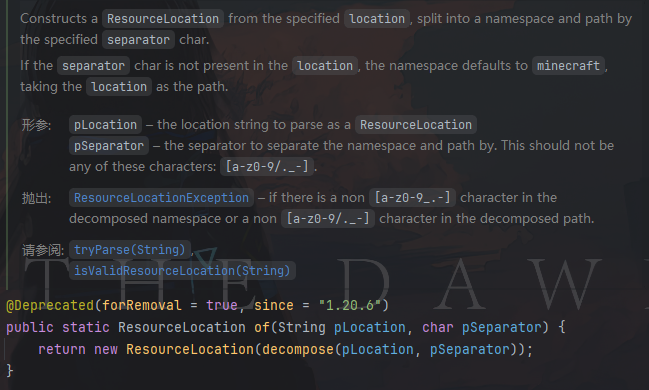 Constructs a ResourceLocation from the specified location, split into a namespace and path by
the specified separator char.
If the separator char is not present in the location, the namespace defaults to minecraft,
taking the location as the path.
形参: pLocation – the location string to parse as a ResourceLocation
pSeparator – the separator to separate the namespace and path by. This should not be
any of these characters: [a-z0-9/._-].
抛出: ResourceLocationException – if there is a non [a-z0-9_.-] character in the
decomposed namespace or a non [a-z0-9/._-] character in the decomposed path.
请参阅: tryParse(String),
isValidResourceLocation(String)
THE DAW
@Deprecated(forRemoval = true, since = "1.20.6")
public static ResourceLocation of(String pLocation, char pSeparator) {
    return new ResourceLocation(decompose(pLocation, pSeparator));
}